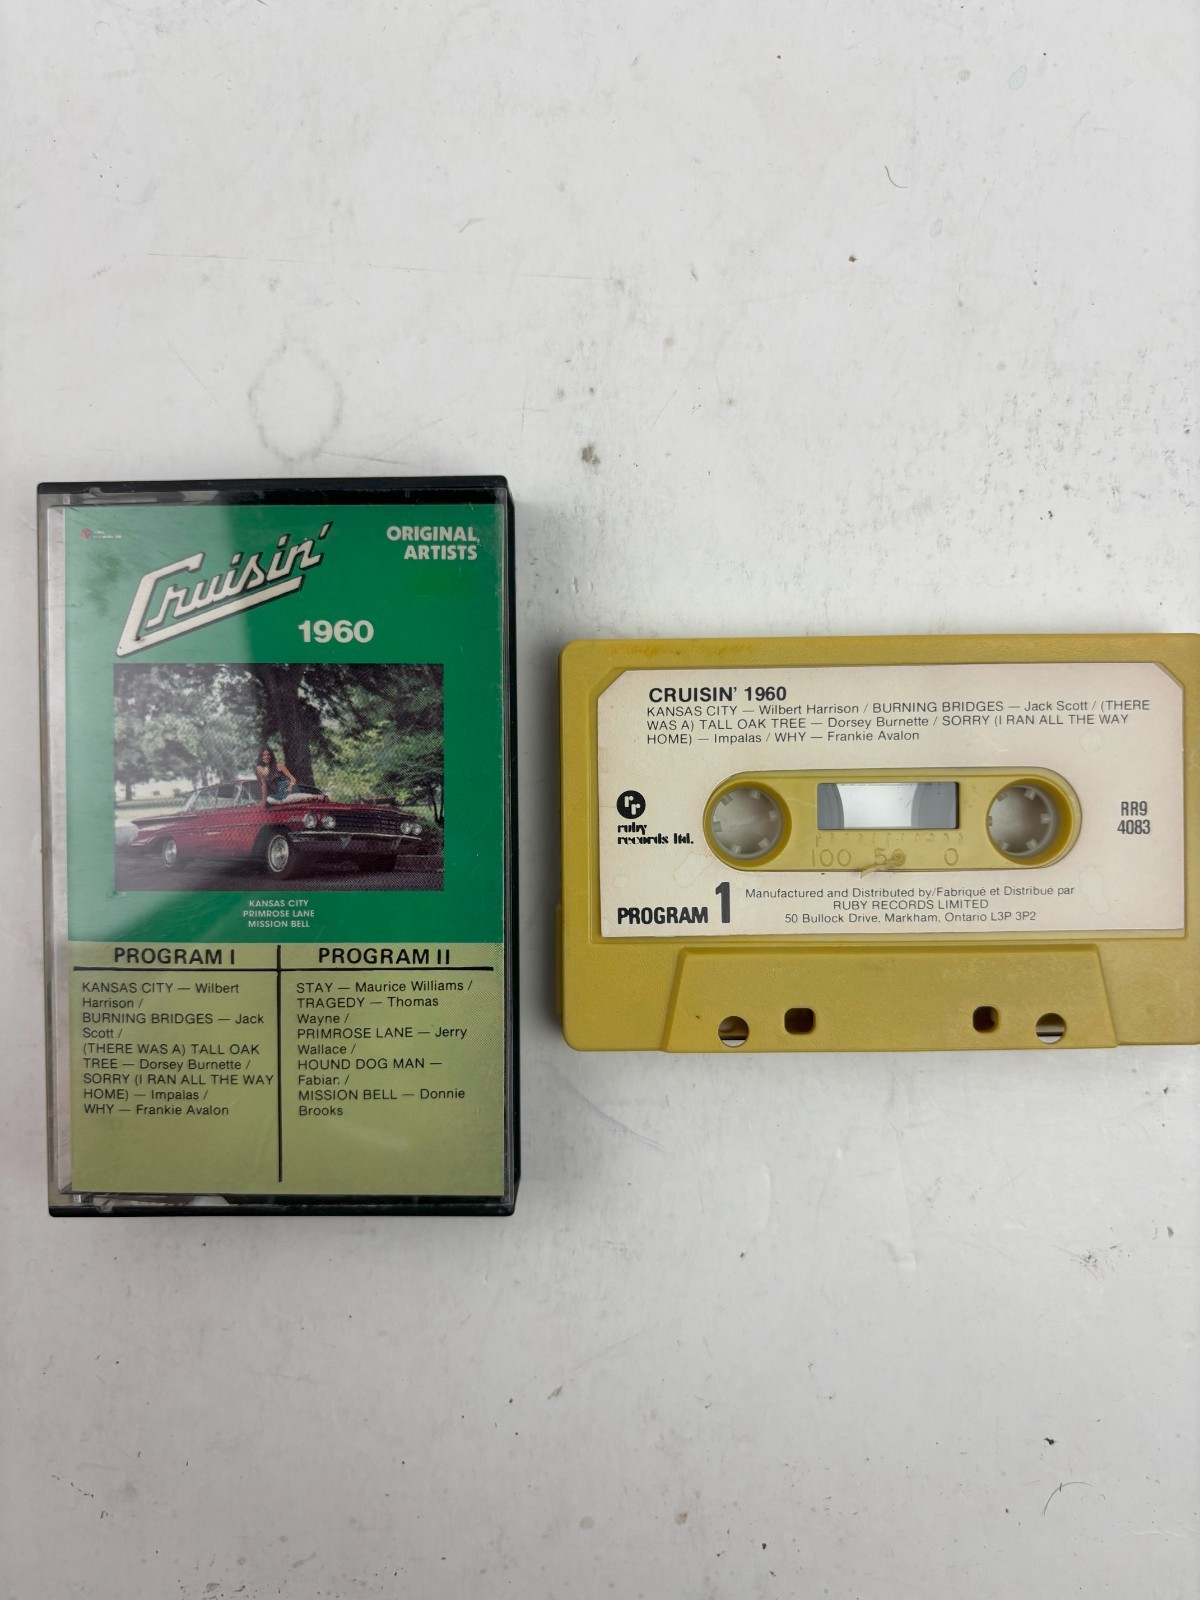 Cruisin'
ORIGINAL
ARTISTS
1960
KANSAS CITY
PRIMROSE LANE
MISSION BELL
PROGRAM I
KANSAS CITY — Wilbert
Harrison /
BURNING BRIDGES — Jack
Scott /
(THERE WAS A) TALL OAK
TREE — Dorsey Burnette /
SORRY (I RAN ALL THE WAY
HOME) — Impalas /
WHY — Frankie Avalon
PROGRAM II
STAY — Maurice Williams /
TRAGEDY — Thomas
Wayne /
PRIMROSE LANE — Jerry
Wallace /
HOUND DOG MAN —
Fabian /
MISSION BELL — Donnie
Brooks
CRUISIN' 1960
KANSAS CITY — Wilbert Harrison / BURNING BRIDGES — Jack Scott / (THERE
WAS A) TALL OAK TREE — Dorsey Burnette / SORRY (I RAN ALL THE WAY
HOME) — Impalas / WHY — Frankie Avalon
rr
ruby
records ltd.
RR9
4083
100 50 0
PROGRAM 1
Manufactured and Distributed by/Fabriqué et Distribué par
RUBY RECORDS LIMITED
50 Bullock Drive, Markham, Ontario L3P 3P2